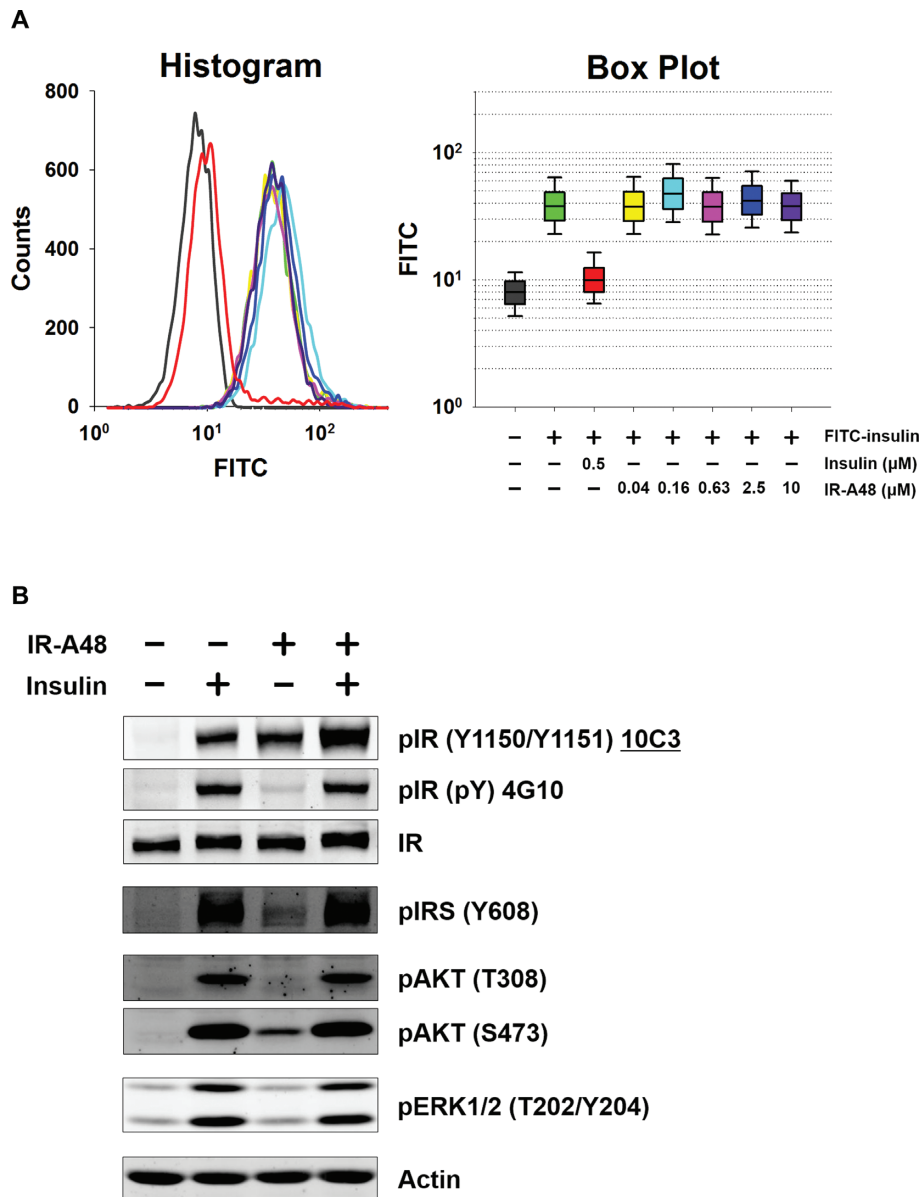 A
Histogram
Box Plot
Counts
800
600
400
200
0
10⁰
10¹
10²
FITC
FITC
10²
10¹
10⁰
− + + + + + + + FITC-insulin
− − 0.5 − − − − − Insulin (µM)
− − − 0.04 0.16 0.63 2.5 10 IR-A48 (µM)
B
IR-A48 − − + +
Insulin − + − +
pIR (Y1150/Y1151) 10C3
pIR (pY) 4G10
IR
pIRS (Y608)
pAKT (T308)
pAKT (S473)
pERK1/2 (T202/Y204)
Actin